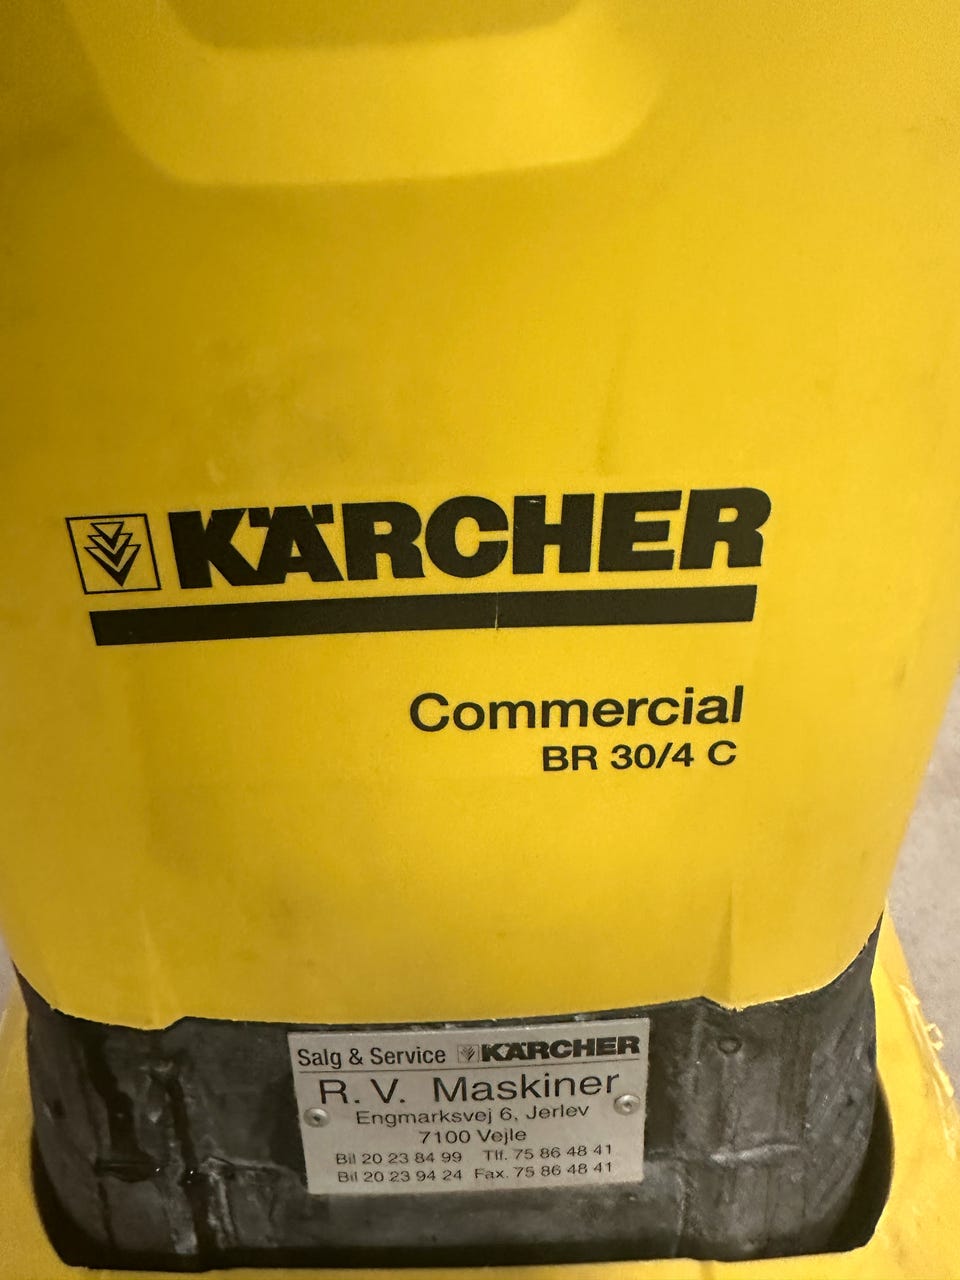 KÄRCHER
Commercial
BR 30/4 C
Salg & Service KÄRCHER
R. V. Maskiner
Engmarksvej 6, Jerlev
7100 Vejle
Bil 20 23 84 99 Tlf. 75 86 48 41
Bil 20 23 94 24 Fax. 75 86 48 41